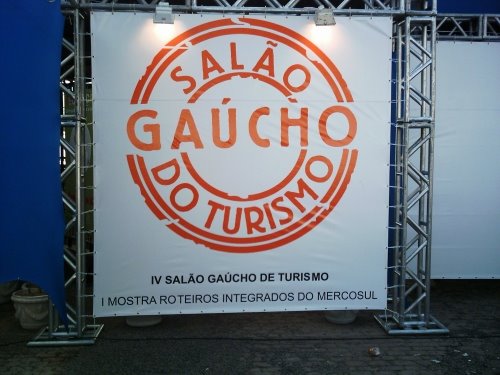 SALÃO
GAÚCHO
DO TURISMO
IV SALÃO GAÚCHO DE TURISMO
I MOSTRA ROTEIROS INTEGRADOS DO MERCOSUL